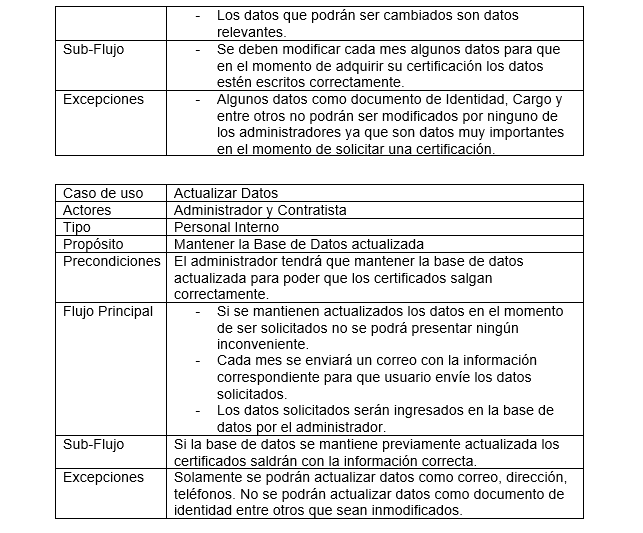 - Los datos que podrán ser cambiados son datos
relevantes.
Sub-Flujo - Se deben modificar cada mes algunos datos para que
en el momento de adquirir su certificación los datos
estén escritos correctamente.
Excepciones - Algunos datos como documento de Identidad, Cargo y
entre otros no podrán ser modificados por ninguno de
los administradores ya que son datos muy importantes
en el momento de solicitar una certificación.
Caso de uso Actualizar Datos
Actores Administrador y Contratista
Tipo Personal Interno
Propósito Mantener la Base de Datos actualizada
Precondiciones El administrador tendrá que mantener la base de datos
actualizada para poder que los certificados salgan
correctamente.
Flujo Principal - Si se mantienen actualizados los datos en el momento
de ser solicitados no se podrá presentar ningún
inconveniente.
- Cada mes se enviará un correo con la información
correspondiente para que usuario envíe los datos
solicitados.
- Los datos solicitados serán ingresados en la base de
datos por el administrador.
Sub-Flujo Si la base de datos se mantiene previamente actualizada los
certificados saldrán con la información correcta.
Excepciones Solamente se podrán actualizar datos como correo, dirección,
teléfonos. No se podrán actualizar datos como documento de
identidad entre otros que sean inmodificados.